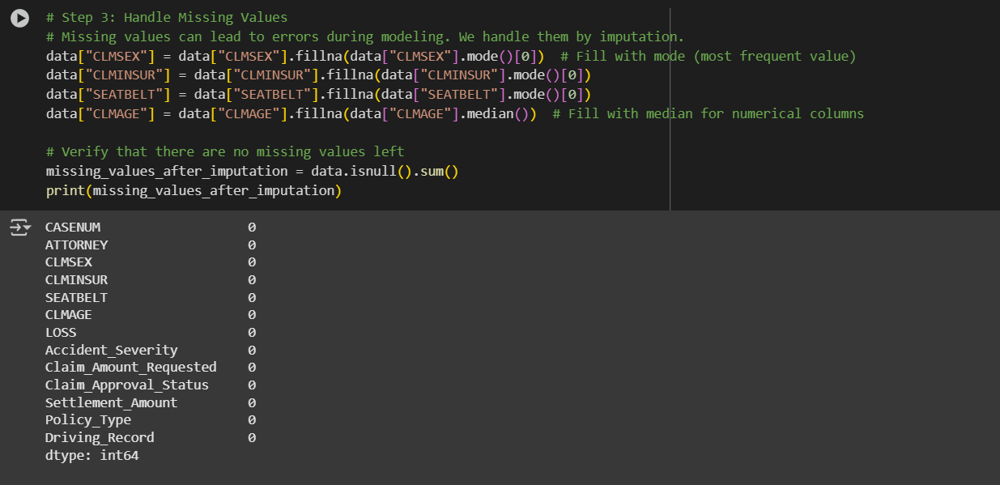 # Step 3: Handle Missing Values
# Missing values can lead to errors during modeling. We handle them by imputation.
data["CLMSEX"] = data["CLMSEX"].fillna(data["CLMSEX"].mode()[0])  # Fill with mode (most frequent value)
data["CLMINSUR"] = data["CLMINSUR"].fillna(data["CLMINSUR"].mode()[0])
data["SEATBELT"] = data["SEATBELT"].fillna(data["SEATBELT"].mode()[0])
data["CLMAGE"] = data["CLMAGE"].fillna(data["CLMAGE"].median())  # Fill with median for numerical columns
# Verify that there are no missing values left
missing_values_after_imputation = data.isnull().sum()
print(missing_values_after_imputation)
CASENUM                   0
ATTORNEY                  0
CLMSEX                    0
CLMINSUR                  0
SEATBELT                  0
CLMAGE                    0
LOSS                      0
Accident_Severity         0
Claim_Amount_Requested    0
Claim_Approval_Status     0
Settlement_Amount         0
Policy_Type               0
Driving_Record            0
dtype: int64